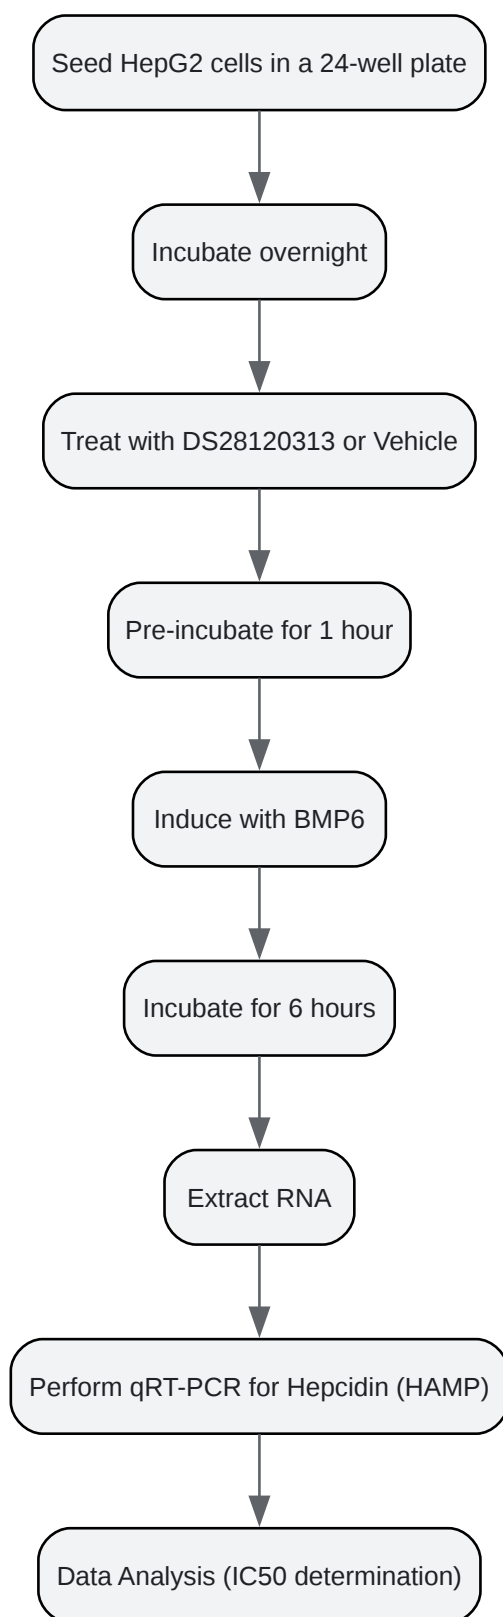 Seed HepG2 cells in a 24-well plate
Incubate overnight
Treat with DS28120313 or Vehicle
Pre-incubate for 1 hour
Induce with BMP6
Incubate for 6 hours
Extract RNA
Perform qRT-PCR for Hepcidin (HAMP)
Data Analysis (IC50 determination)